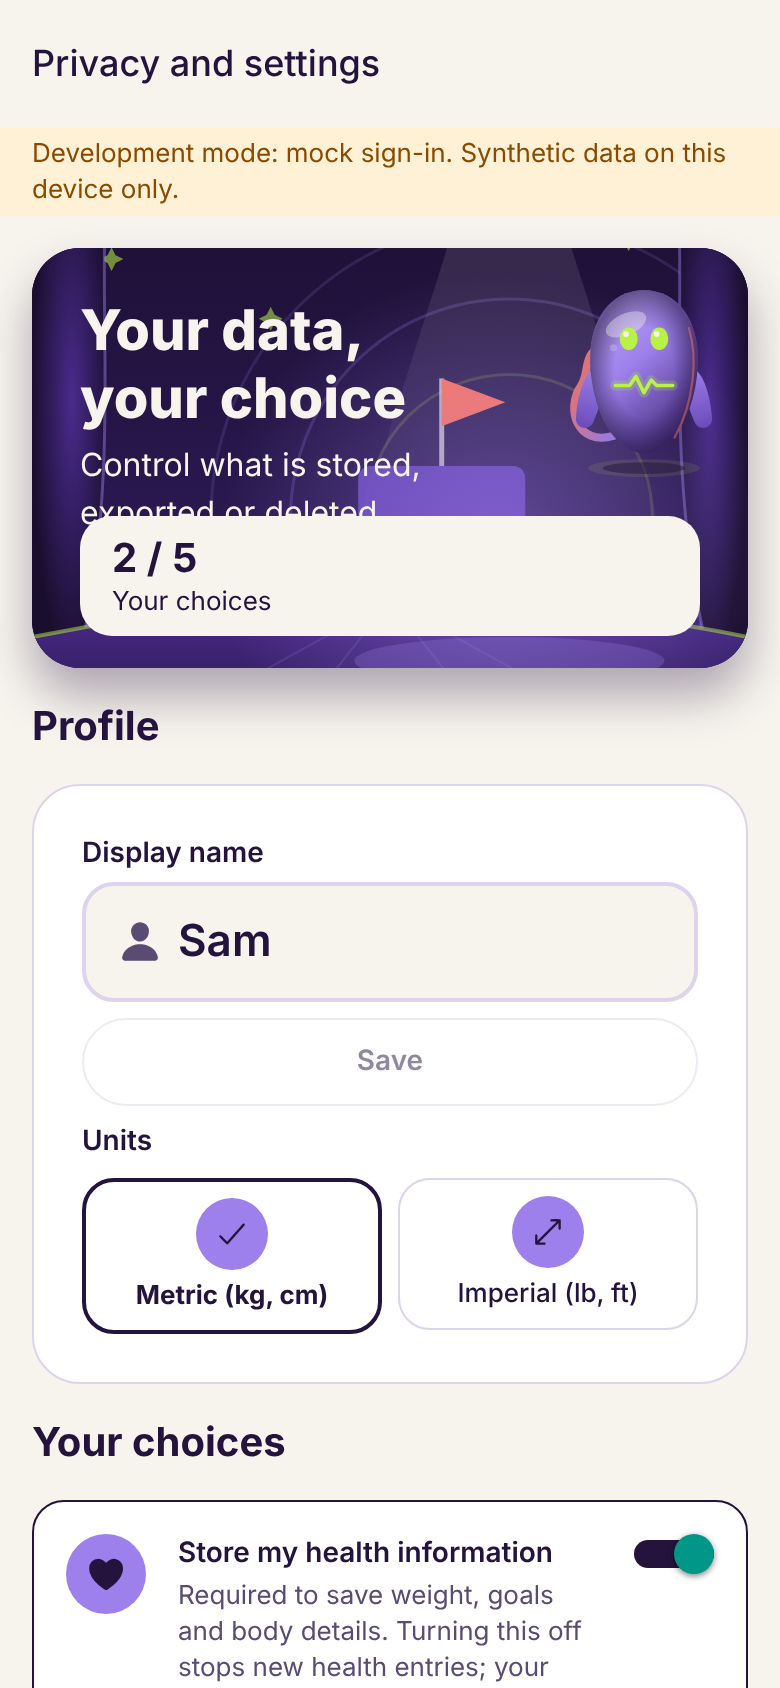 Privacy and settings
Development mode: mock sign-in. Synthetic data on this
device only.
Your data,
your choice
Control what is stored,
exported or deleted
2 / 5
Your choices
Profile
Display name
Sam
Save
Units
Metric (kg, cm)
Imperial (lb, ft)
Your choices
Store my health information
Required to save weight, goals
and body details. Turning this off
stops new health entries; your